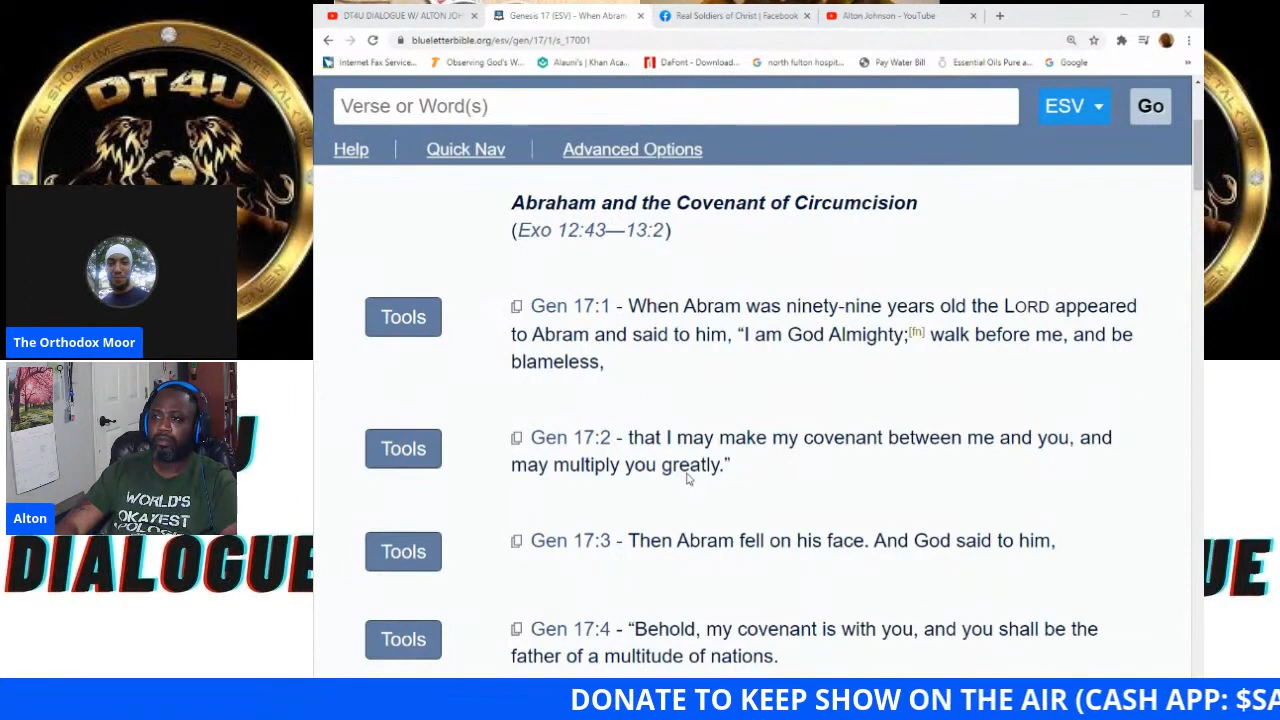 DT4U DIALOGUE W/ ALTON JOH
Genesis 17 (ESV) - When Abram
Real Soldiers of Christ | Facebook
Alton Johnson - YouTube
blueletterbible.org/esv/gen/17/1/s_17001
Internet Fax Service...
Observing God's W...
Alauni's | Khan Aca...
DaFont - Download...
north fulton hospit...
Pay Water Bill
Essential Oils Pure a...
Google
Verse or Word(s)
ESV
Go
Help
Quick Nav
Advanced Options
Abraham and the Covenant of Circumcision
(Exo 12:43—13:2)
Tools
Gen 17:1 - When Abram was ninety-nine years old the LORD appeared
to Abram and said to him, “I am God Almighty;[fn] walk before me, and be
blameless,
Tools
Gen 17:2 - that I may make my covenant between me and you, and
may multiply you greatly.”
Tools
Gen 17:3 - Then Abram fell on his face. And God said to him,
Tools
Gen 17:4 - “Behold, my covenant is with you, and you shall be the
father of a multitude of nations.
DT4U
The Orthodox Moor
WORLD'S
OKAYEST
Alton
DIALOGUE
UE
DONATE TO KEEP SHOW ON THE AIR (CASH APP: $SA